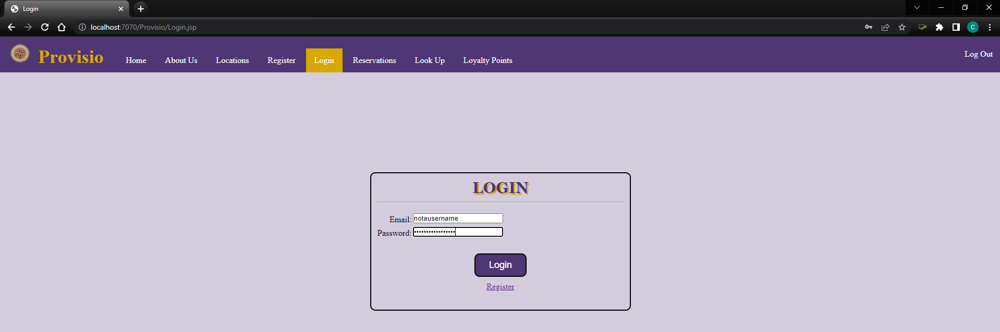 Login
localhost:7070/Provisio/Login.jsp
C
Provisio Home About Us Locations Register Login Reservations Look Up Loyalty Points Log Out
LOGIN
Email: notausername
Password: •••••••••••••••••
Login
Register